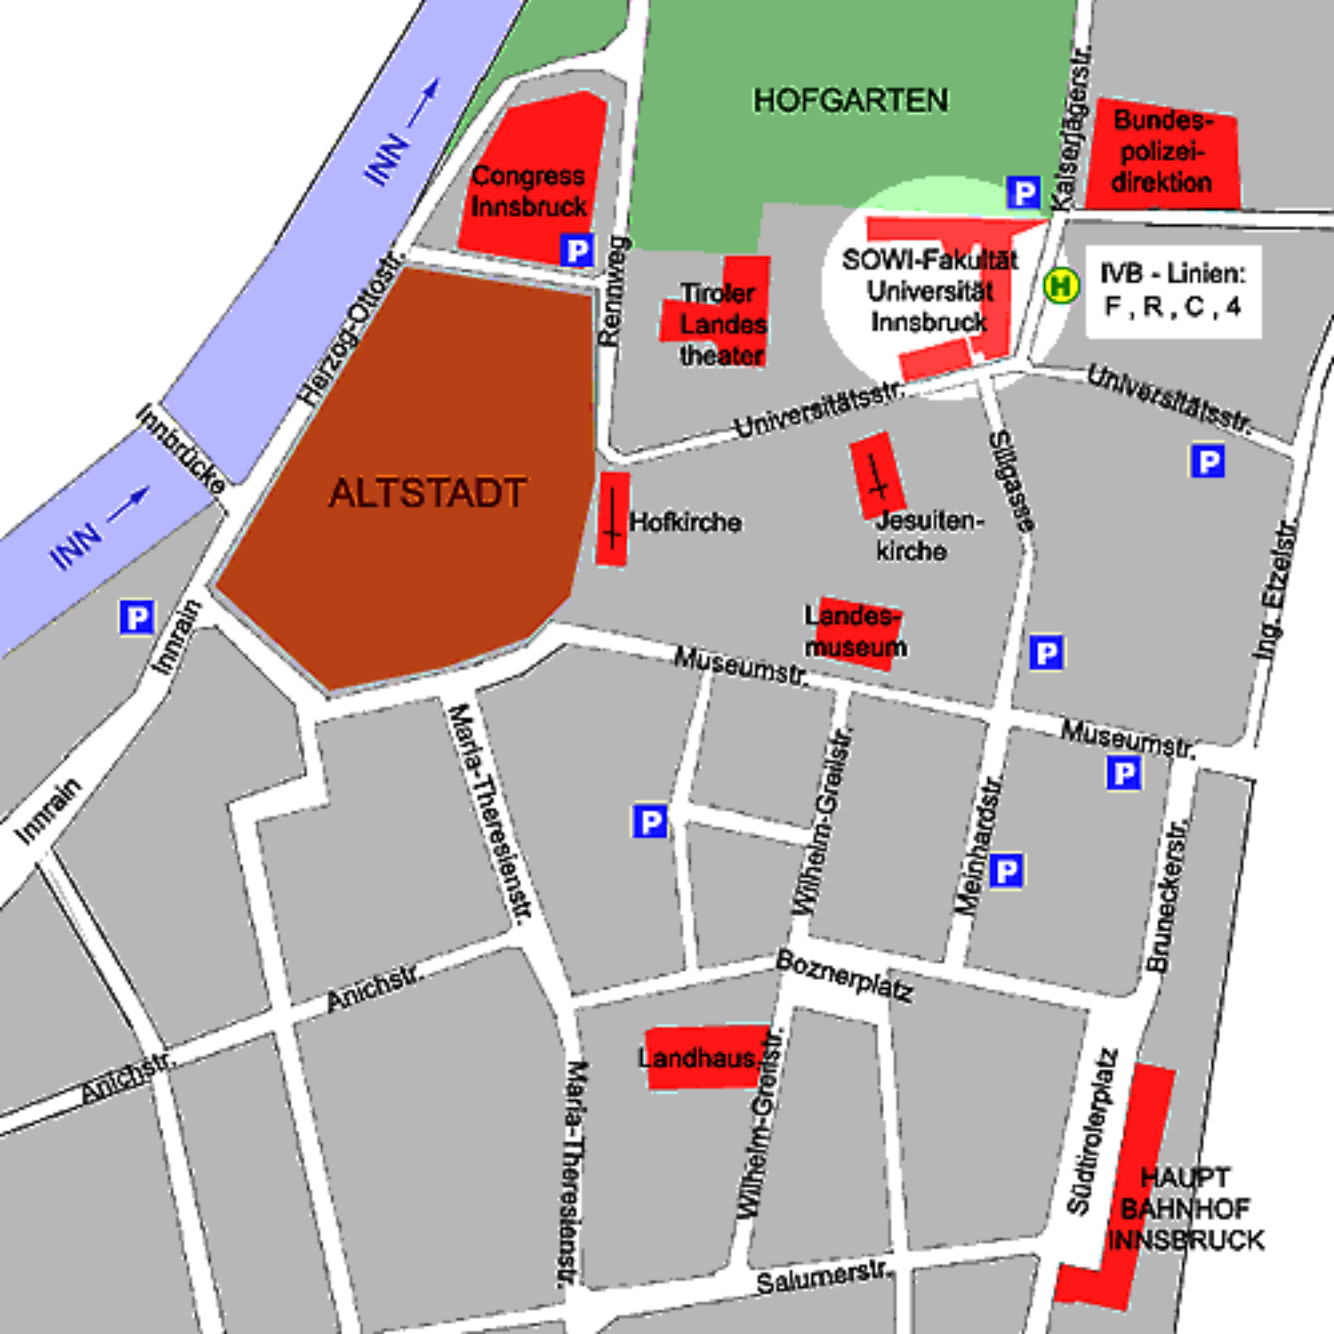 HOFGARTEN
Kaiserjägerstr.
Bundes-
polizei-
direktion
INN
Congress
Innsbruck
P
P
Herzog-Ottostr.
Rennweg
Tiroler
Landes
theater
SOWI-Fakultät
Universität
Innsbruck
H
IVB - Linien:
F , R , C , 4
Universitätsstr.
Universitätsstr.
Innbrücke
ALTSTADT
Hofkirche
Jesuiten-
kirche
Sillgasse
P
INN
P
Innrain
Landes-
museum
P
Ing. Etzelstr.
Museumstr.
Museumstr.
P
Maria-Theresienstr.
P
Wilhelm-Greilstr.
Meinhardstr.
P
Bruneckerstr.
Innrain
Anichstr.
Boznerplatz
Anichstr.
Landhaus
Maria-Theresienstr.
Wilhelm-Greilstr.
Südtirolerplatz
HAUPT
BAHNHOF
INNSBRUCK
Salurnerstr.